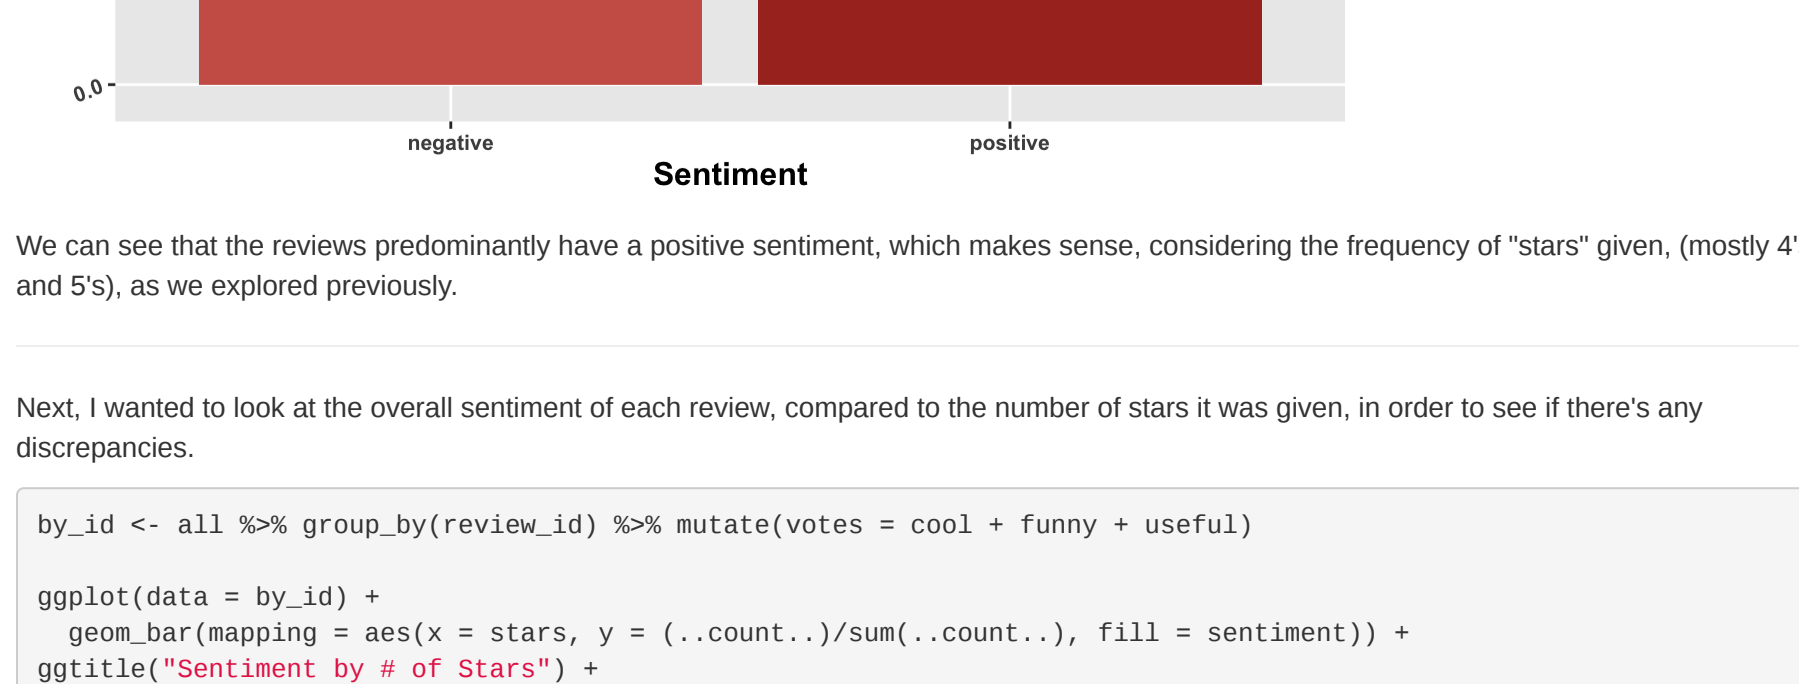 0.0
negative positive
Sentiment
We can see that the reviews predominantly have a positive sentiment, which makes sense, considering the frequency of "stars" given, (mostly 4'
and 5's), as we explored previously.
Next, I wanted to look at the overall sentiment of each review, compared to the number of stars it was given, in order to see if there's any
discrepancies.
by_id <- all %>% group_by(review_id) %>% mutate(votes = cool + funny + useful)
ggplot(data = by_id) +
  geom_bar(mapping = aes(x = stars, y = (..count..)/sum(..count..), fill = sentiment)) +
ggtitle("Sentiment by # of Stars") +